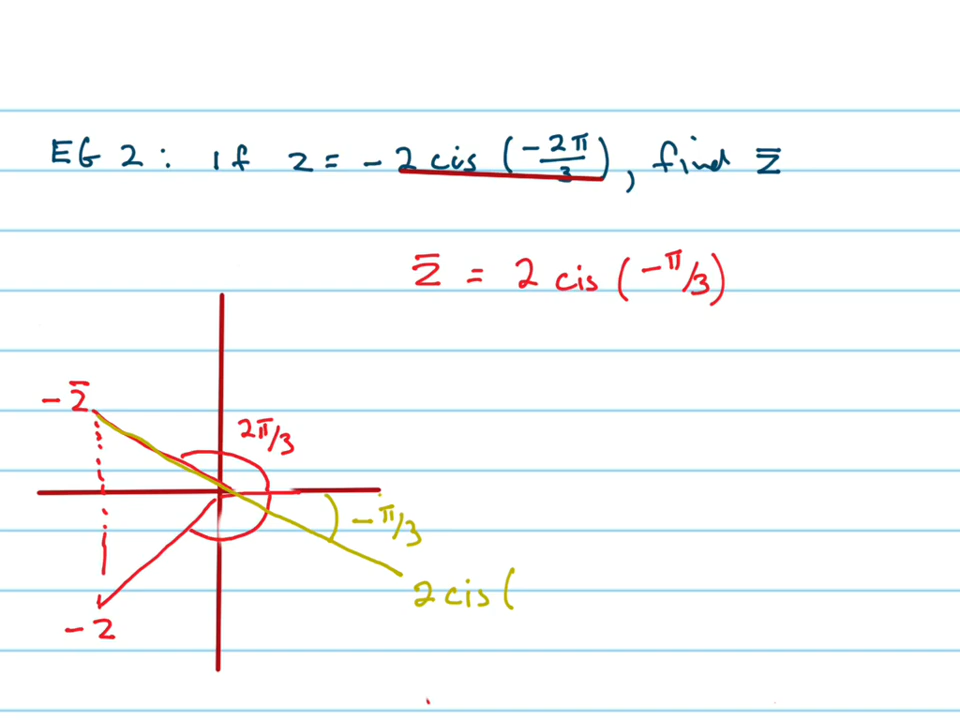 EG 2: If z = -2 cis (-2π/3), find z̅
z̅ = 2 cis (-π/3)
-z̅
2π/3
-π/3
2 cis (
-z